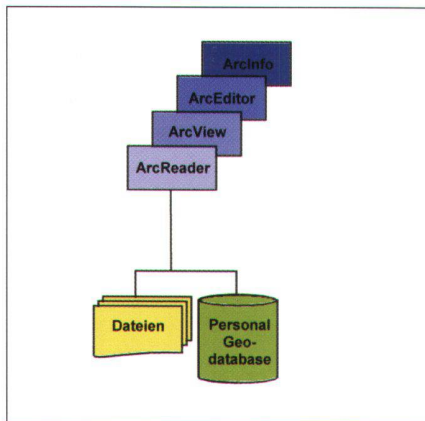 ArcInfo
ArcEditor
ArcView
ArcReader
Dateien
Personal
Geo-
database